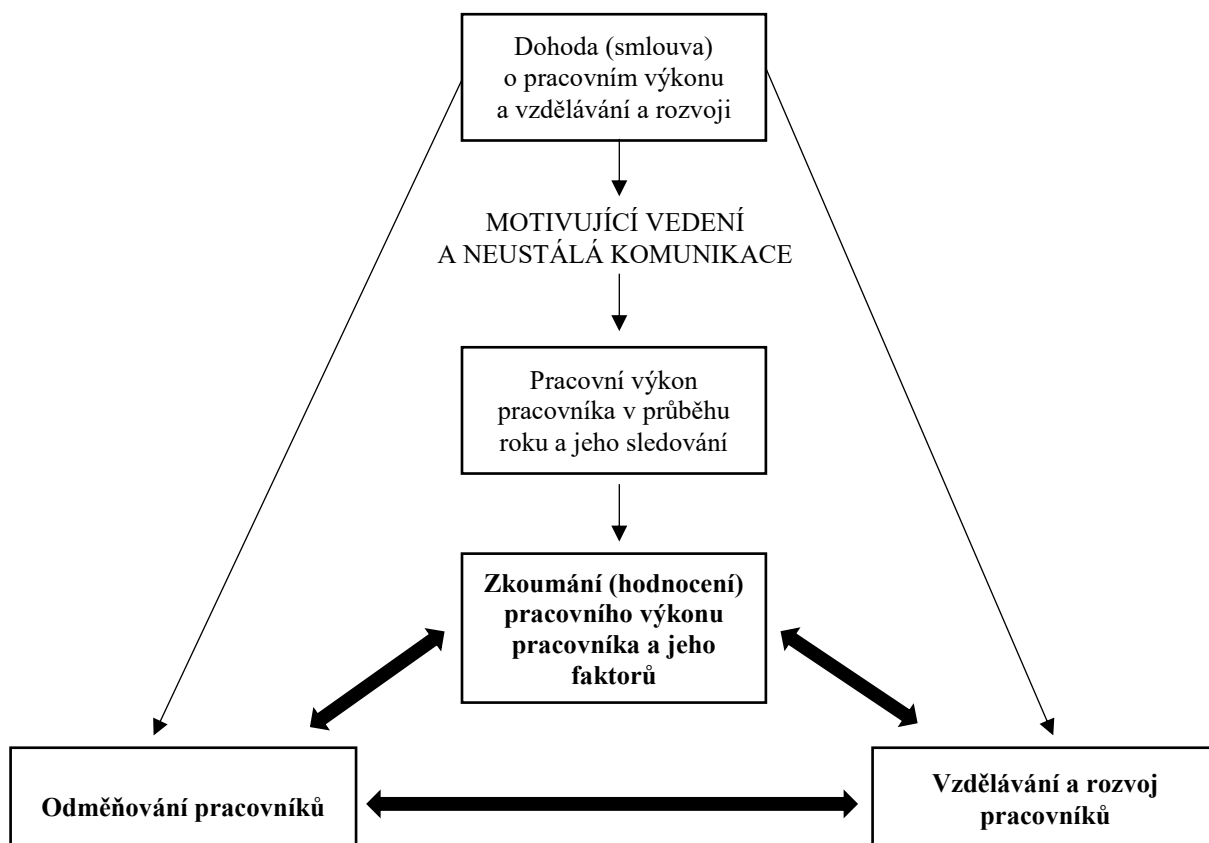 Dohoda (smlouva)
o pracovním výkonu
a vzdělávání a rozvoji
MOTIVUJÍCÍ VEDENÍ
A NEUSTÁLÁ KOMUNIKACE
Pracovní výkon
pracovníka v průběhu
roku a jeho sledování
Zkoumání (hodnocení)
pracovního výkonu
pracovníka a jeho
faktorů
Odměňování pracovníků
Vzdělávání a rozvoj
pracovníků